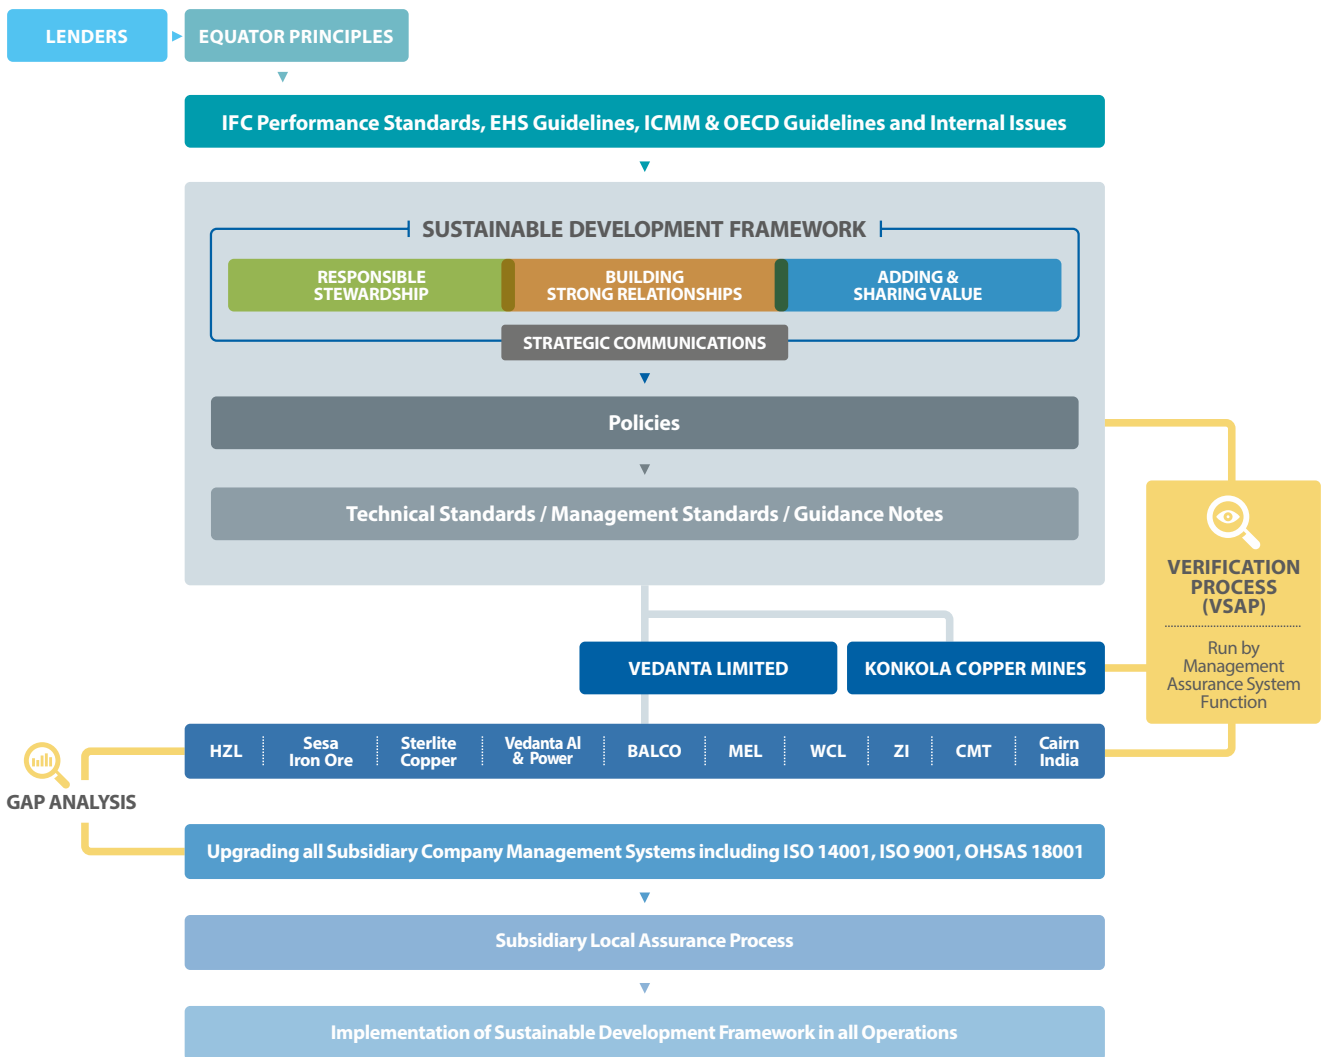 LENDERS
EQUATOR PRINCIPLES
IFC Performance Standards, EHS Guidelines, ICMM & OECD Guidelines and Internal Issues
SUSTAINABLE DEVELOPMENT FRAMEWORK
RESPONSIBLE
STEWARDSHIP
BUILDING
STRONG RELATIONSHIPS
ADDING &
SHARING VALUE
STRATEGIC COMMUNICATIONS
Policies
Technical Standards / Management Standards / Guidance Notes
VERIFICATION
PROCESS
(VSAP)
Run by
Management
Assurance System
Function
VEDANTA LIMITED
KONKOLA COPPER MINES
HZL
Sesa
Iron Ore
Sterlite
Copper
Vedanta Al
& Power
BALCO
MEL
WCL
ZI
CMT
Cairn
India
GAP ANALYSIS
Upgrading all Subsidiary Company Management Systems including ISO 14001, ISO 9001, OHSAS 18001
Subsidiary Local Assurance Process
Implementation of Sustainable Development Framework in all Operations